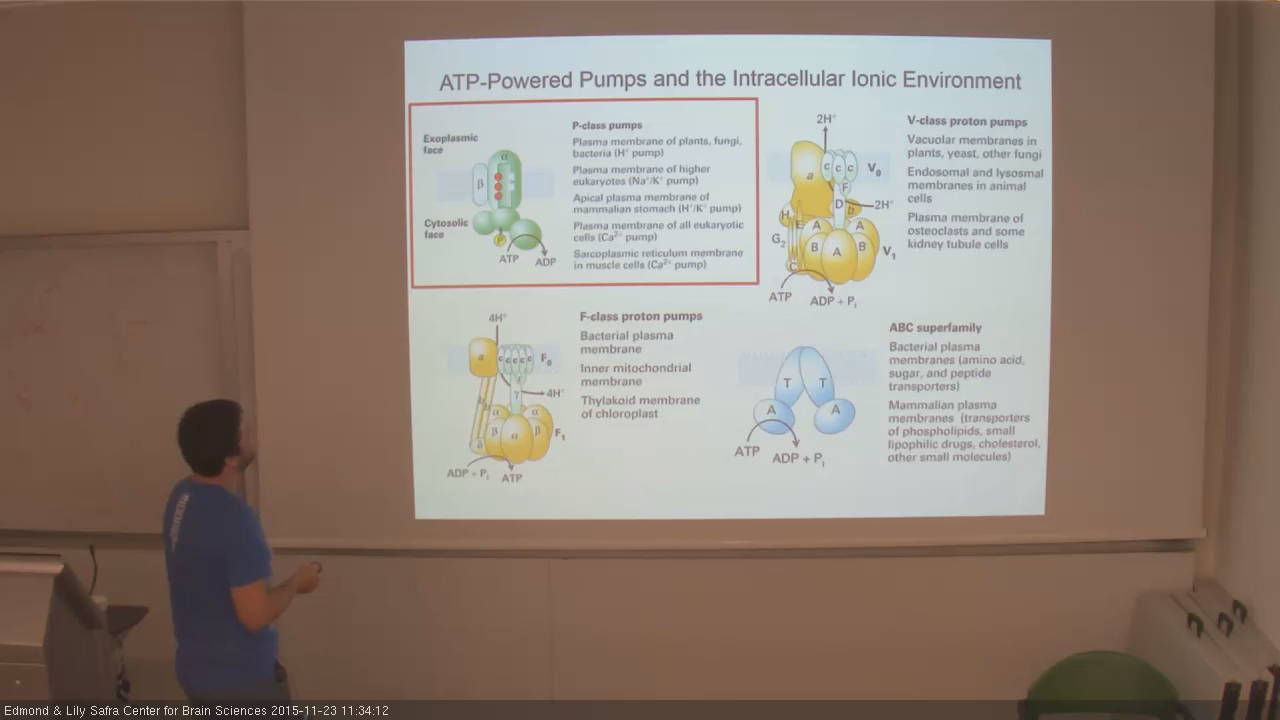 ATP-Powered Pumps and the Intracellular Ionic Environment
Exoplasmic
face
α
β
Cytosolic
face
P
ATP
ADP
P-class pumps
Plasma membrane of plants, fungi,
bacteria (H⁺ pump)
Plasma membrane of higher
eukaryotes (Na⁺/K⁺ pump)
Apical plasma membrane of
mammalian stomach (H⁺/K⁺ pump)
Plasma membrane of all eukaryotic
cells (Ca²⁺ pump)
Sarcoplasmic reticulum membrane
in muscle cells (Ca²⁺ pump)
2H⁺
a
c c c
V₀
F
D
b
2H⁺
H
E
A
A
G₂
B
A
B
V₁
C
ATP
ADP + Pᵢ
V-class proton pumps
Vacuolar membranes in
plants, yeast, other fungi
Endosomal and lysosmal
membranes in animal
cells
Plasma membrane of
osteoclasts and some
kidney tubule cells
4H⁺
a
c c c c c
F₀
ε
γ
4H⁺
b
α
α
β
α
β
F₁
δ
ADP + Pᵢ
ATP
F-class proton pumps
Bacterial plasma
membrane
Inner mitochondrial
membrane
Thylakoid membrane
of chloroplast
T
T
A
A
ATP
ADP + Pᵢ
ABC superfamily
Bacterial plasma
membranes (amino acid,
sugar, and peptide
transporters)
Mammalian plasma
membranes (transporters
of phospholipids, small
lipophilic drugs, cholesterol,
other small molecules)
Edmond & Lily Safra Center for Brain Sciences 2015-11-23 11:34:12